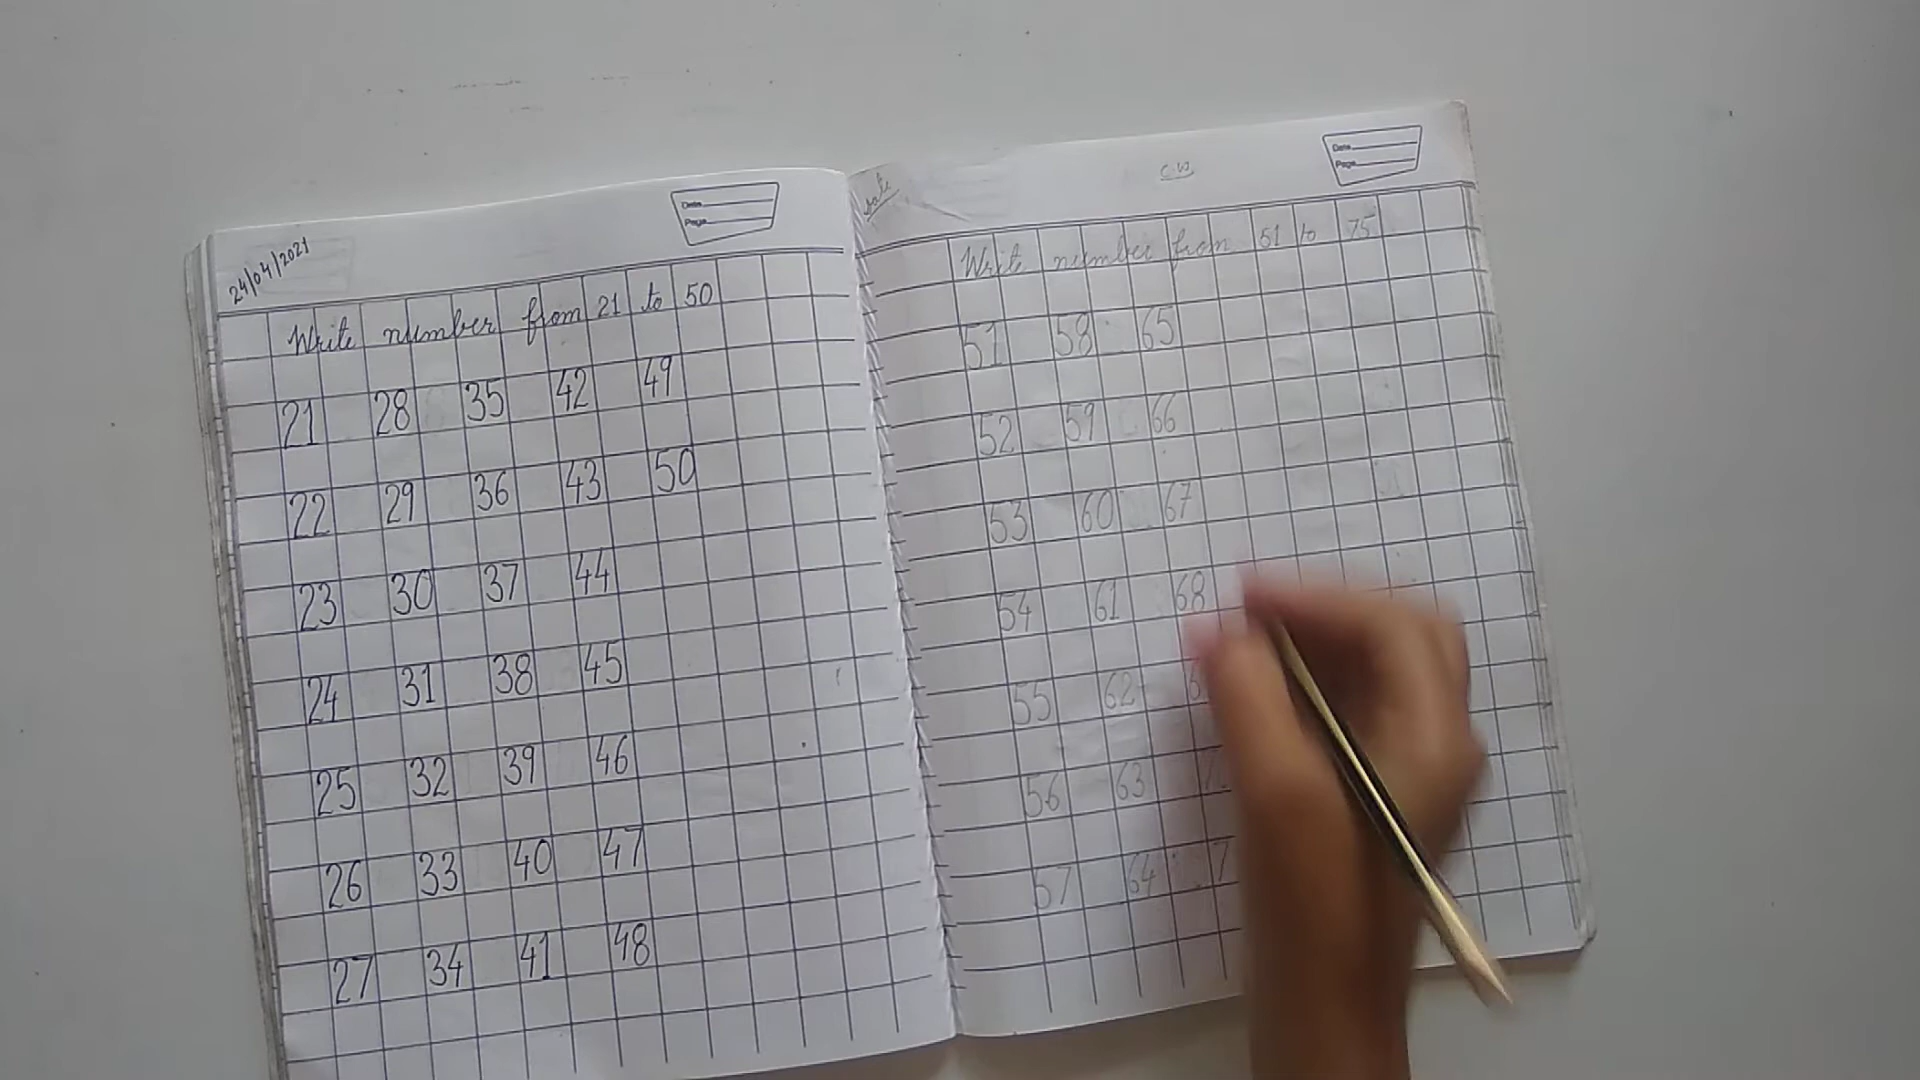 24/04/2021
Date
Page
Write number from 21 to 50
21 28 35 42 49
22 29 36 43 50
23 30 37 44
24 31 38 45
25 32 39 46
26 33 40 47
27 34 41 48
Date
C.W
Date
Page
Write number from 51 to 75
51 58 65
52 59 66
53 60 67
54 61 68
55 62
56 63
57 64